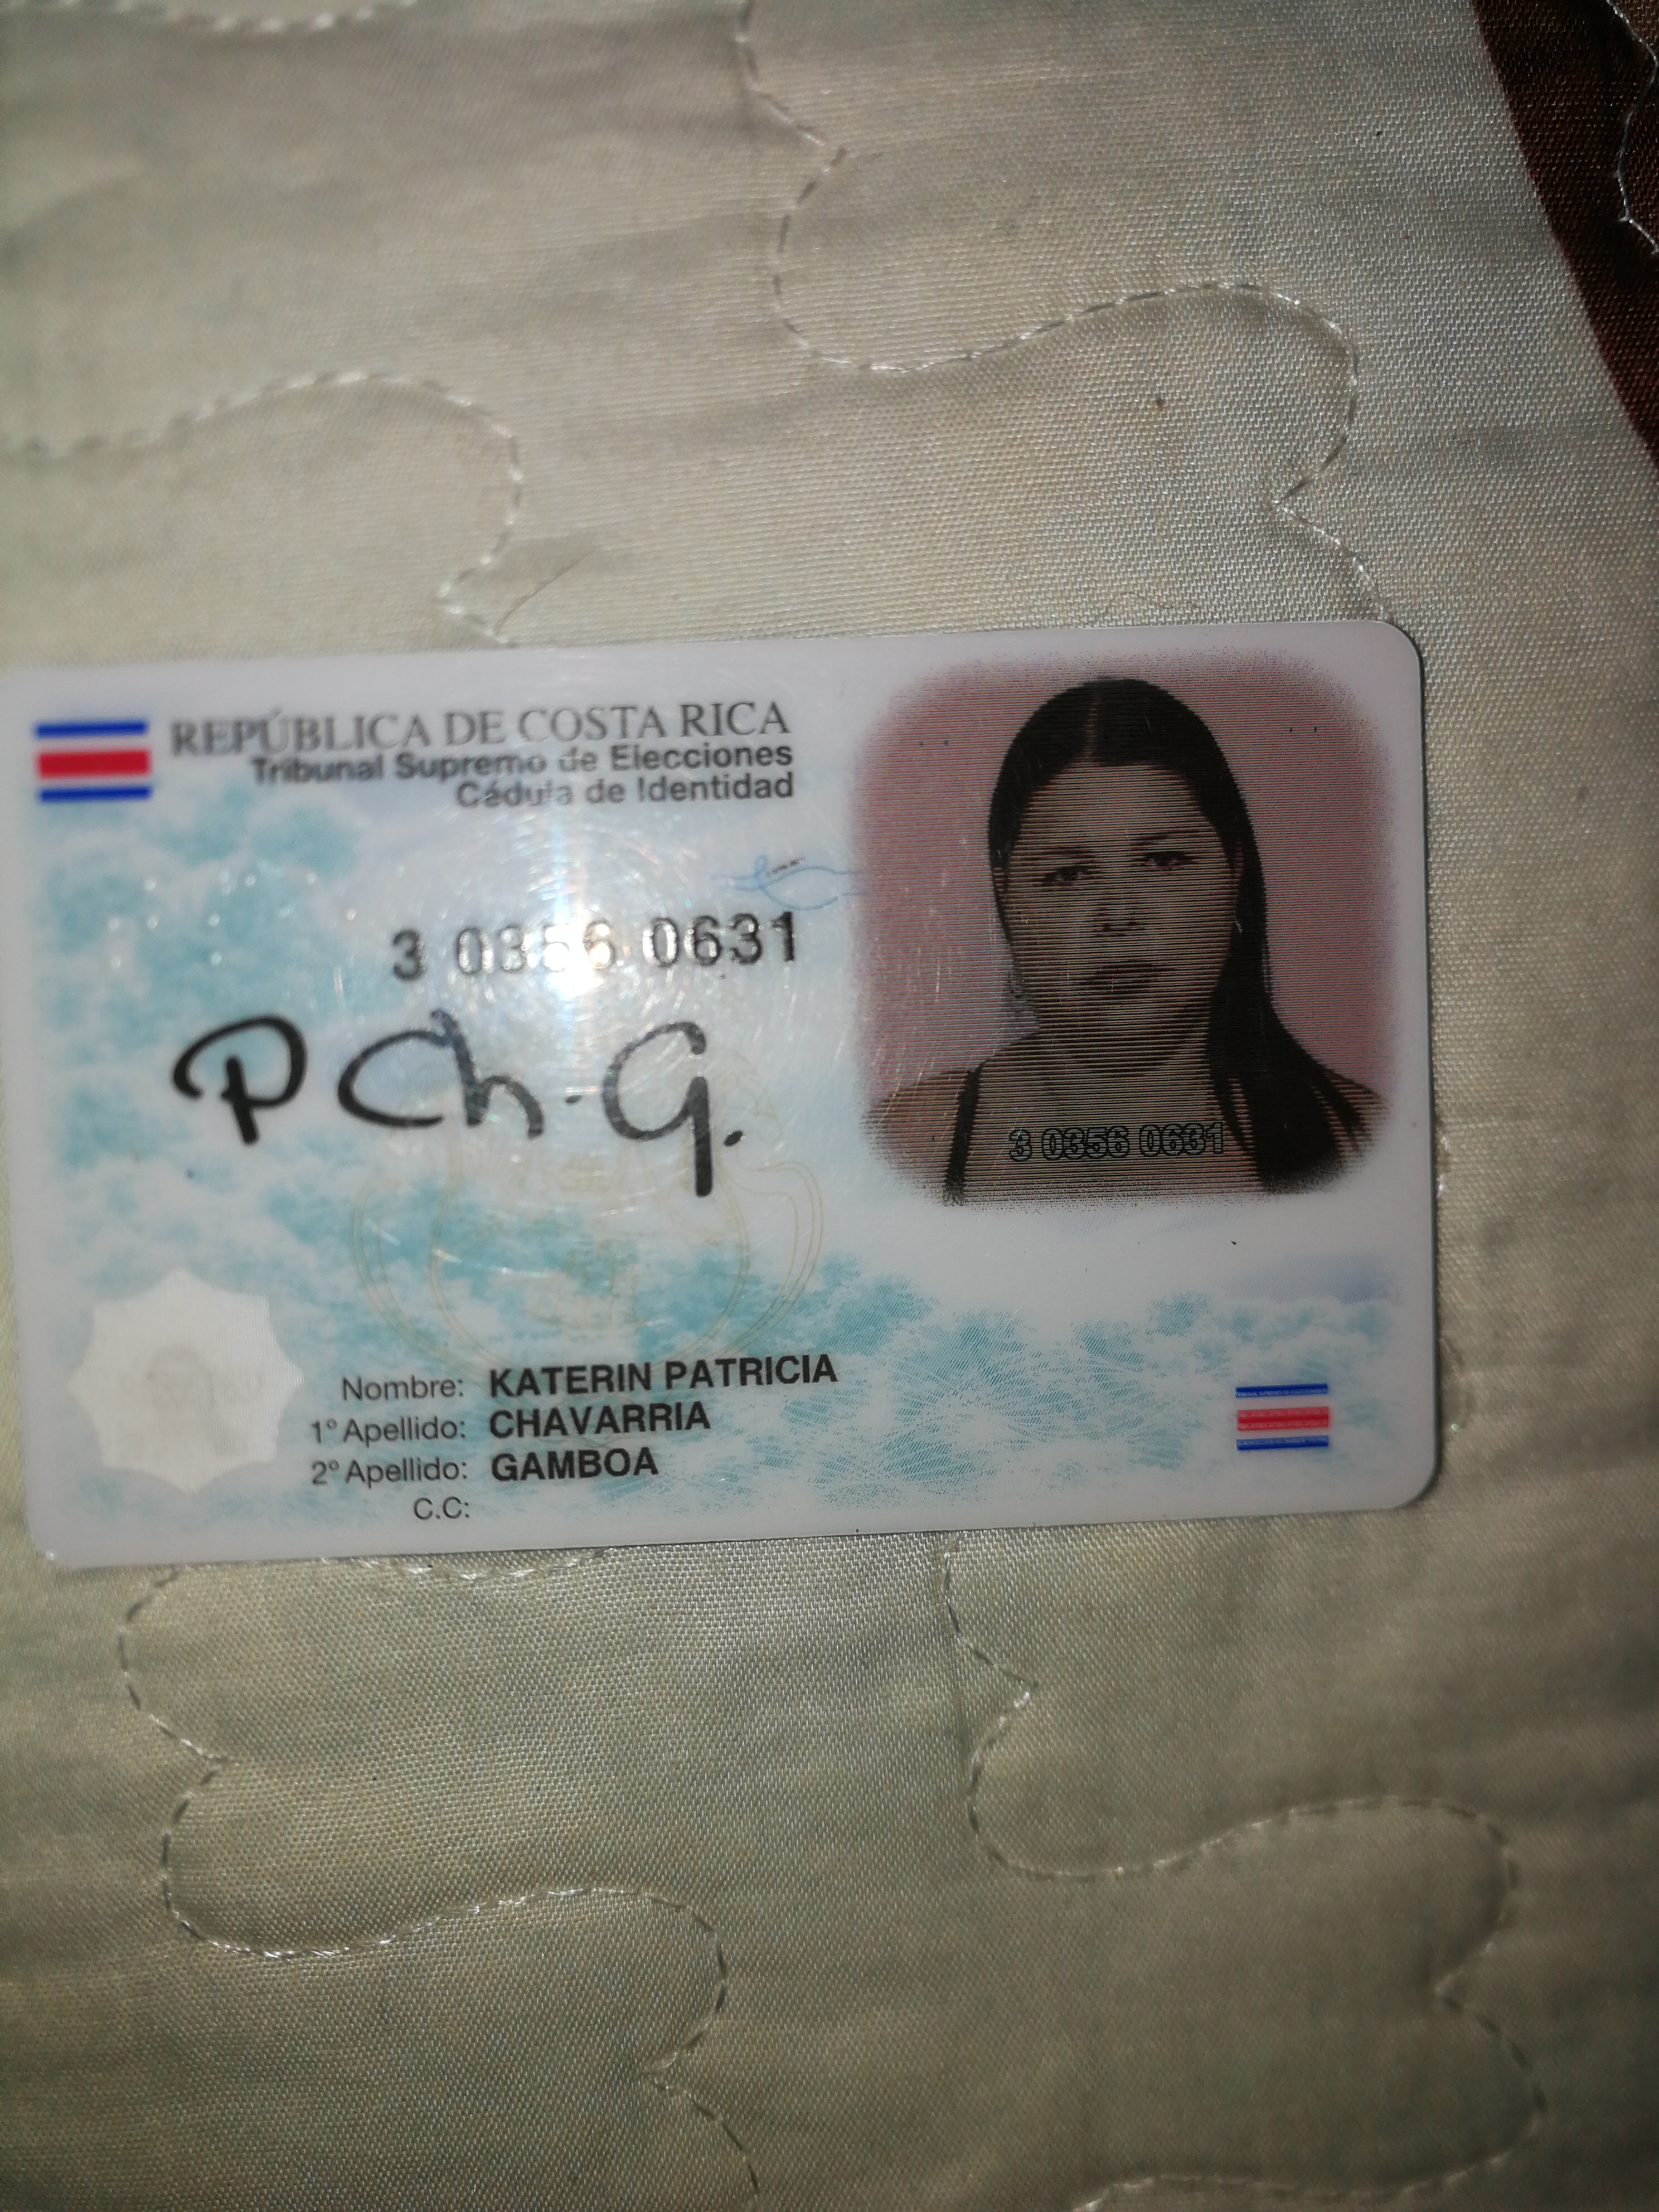 REPÚBLICA DE COSTA RICA
Tribunal Supremo de Elecciones
Cédula de Identidad
3 0356 0631
P Ch. G.
3 0356 0631
Nombre: KATERIN PATRICIA
1° Apellido: CHAVARRIA
2° Apellido: GAMBOA
C.C: